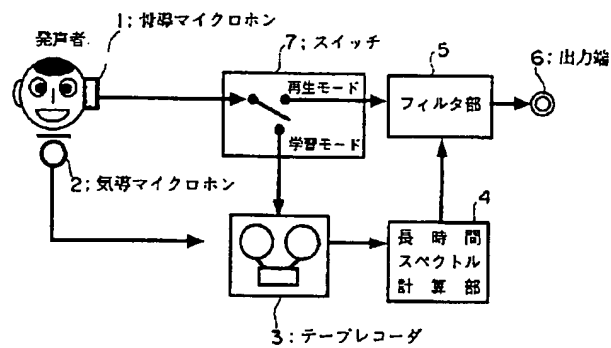 発声者
1；骨導マイクロホン
7；スイッチ
5
6；出力端
再生モード
フィルタ部
学習モード
2；気導マイクロホン
4
長時間
スペクトル
計算部
3；テープレコーダ